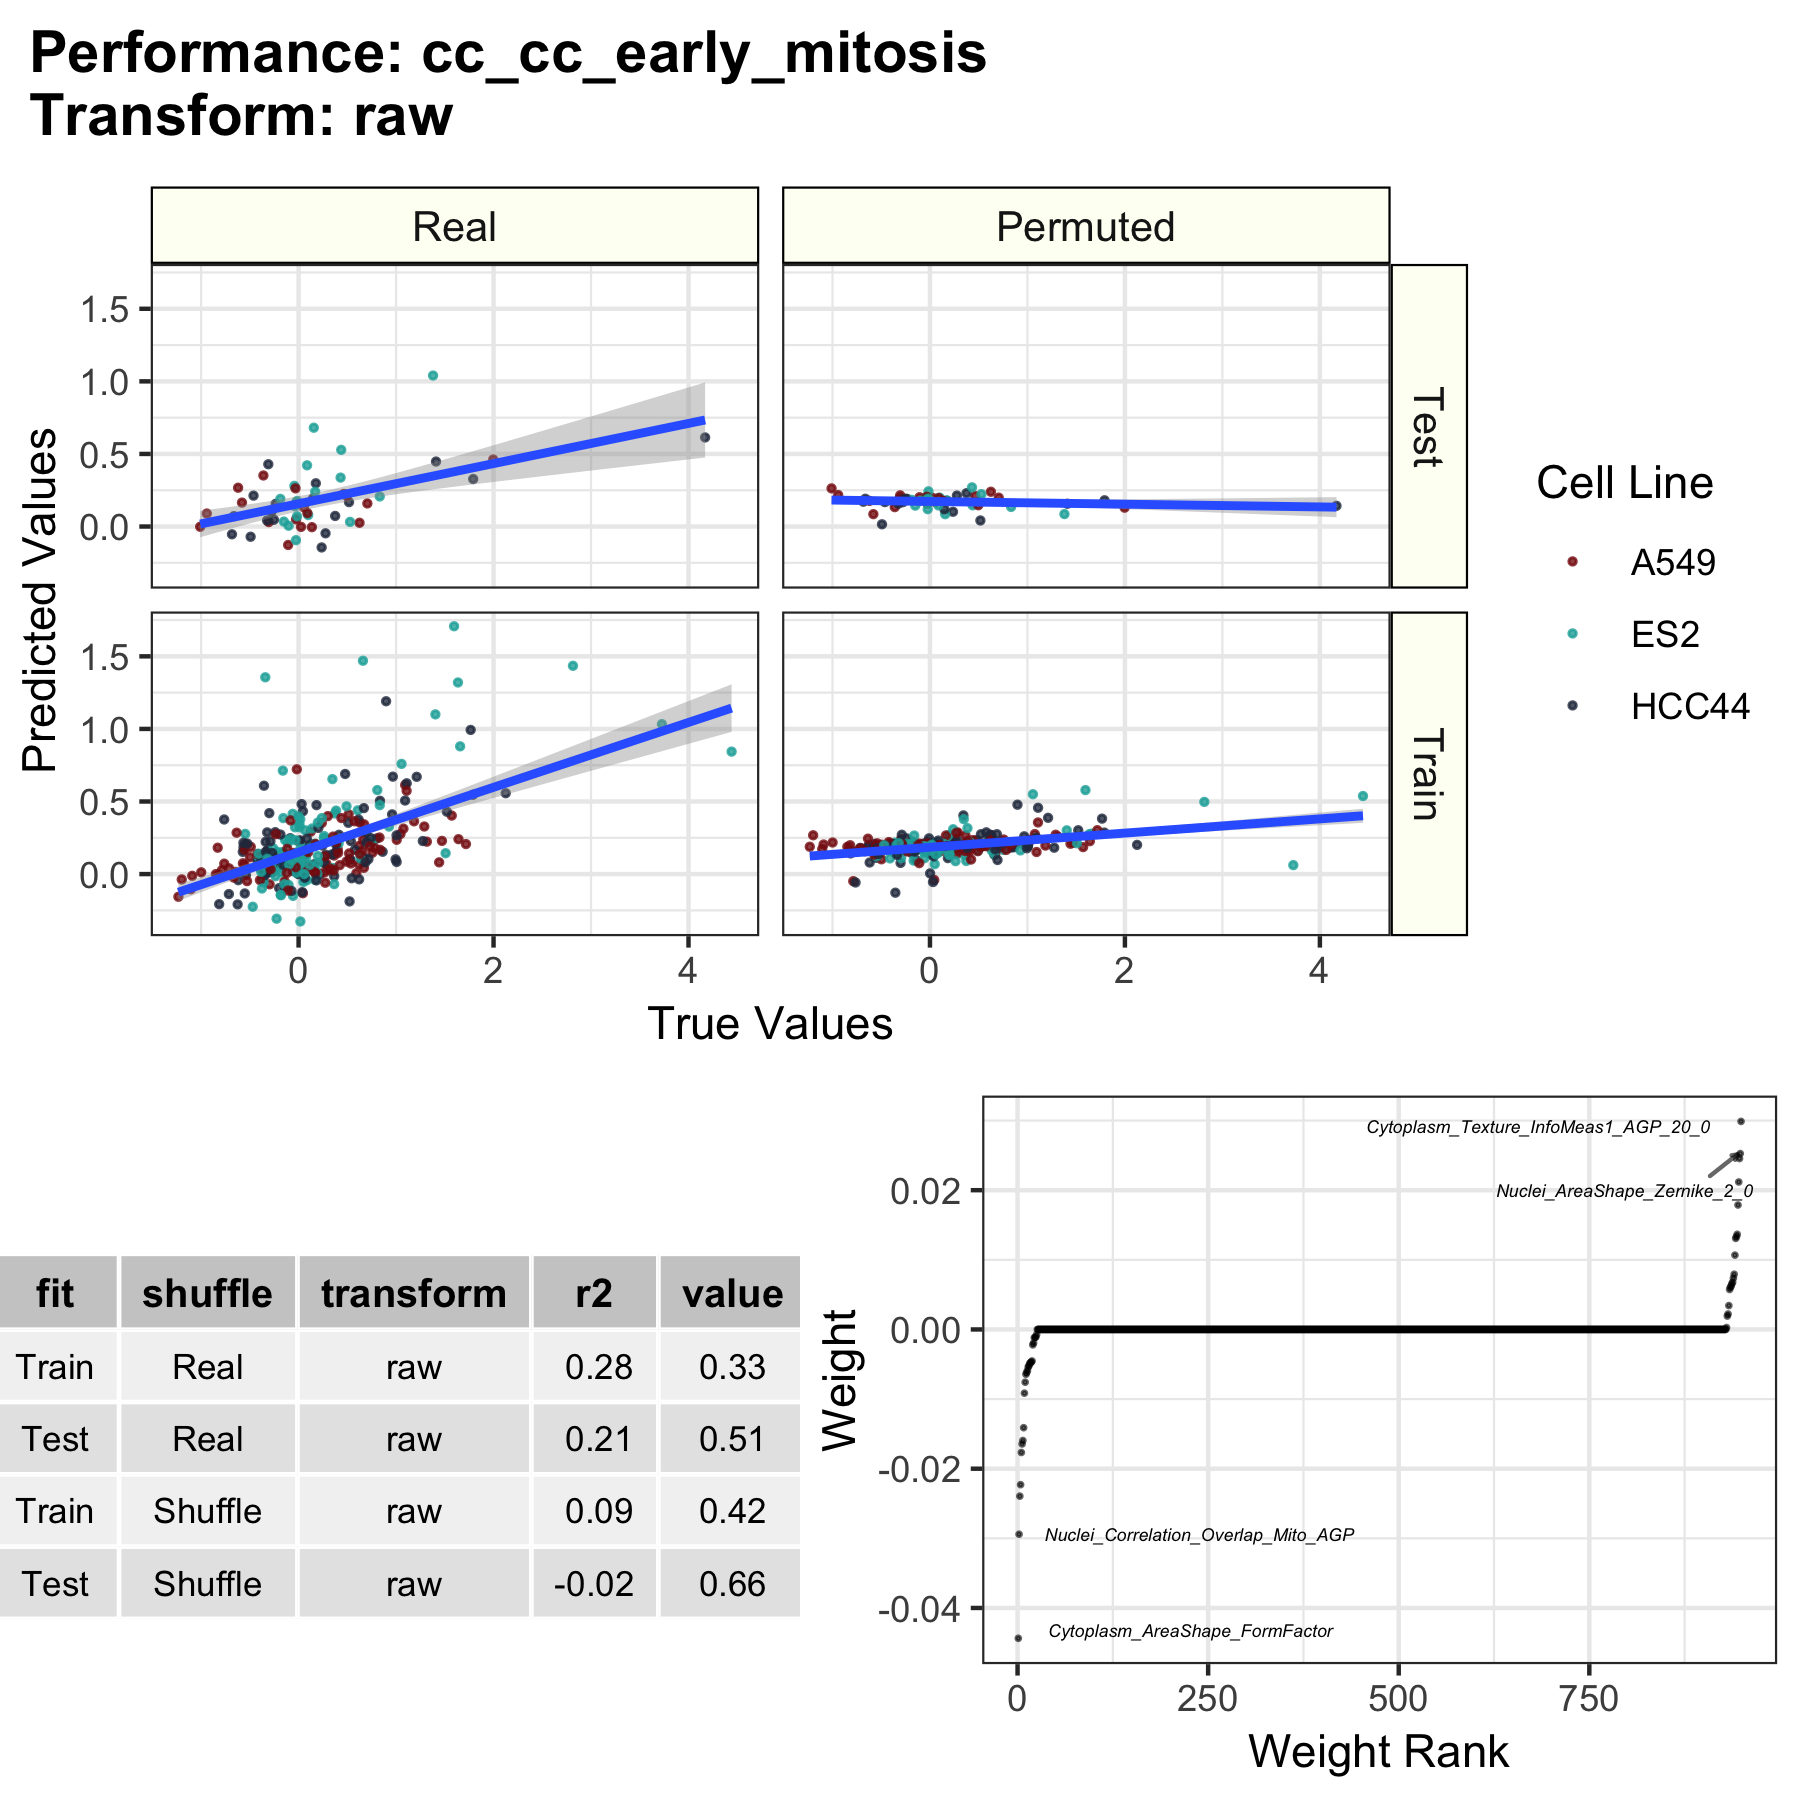 Performance: cc_cc_early_mitosis
Transform: raw
Real
Permuted
1.5
1.0
0.5
0.0
Test
1.5
1.0
0.5
0.0
Train
Predicted Values
0 2 4
0 2 4
True Values
Cell Line
A549
ES2
HCC44
fit shuffle transform r2 value
Train Real raw 0.28 0.33
Test Real raw 0.21 0.51
Train Shuffle raw 0.09 0.42
Test Shuffle raw -0.02 0.66
Weight
0.02
0.00
-0.02
-0.04
Cytoplasm_Texture_InfoMeas1_AGP_20_0
Nuclei_AreaShape_Zernike_2_0
Nuclei_Correlation_Overlap_Mito_AGP
Cytoplasm_AreaShape_FormFactor
0 250 500 750
Weight Rank